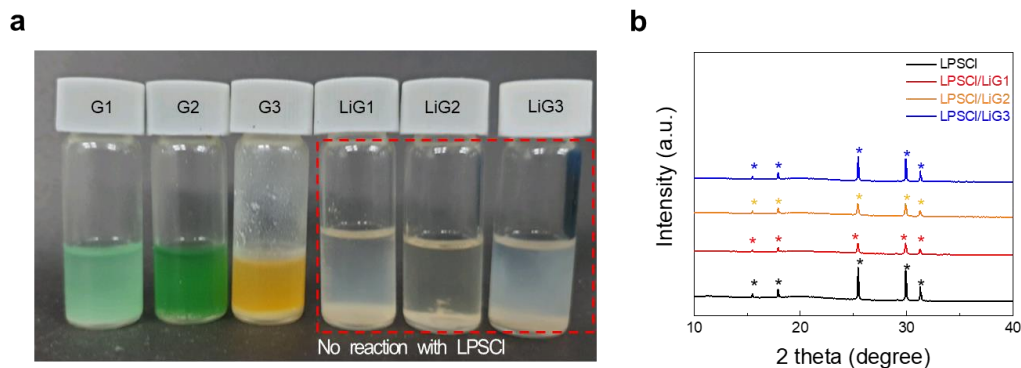 a
G1 G2 G3 LiG1 LiG2 LiG3
No reaction with LPSCl
b
LPSCl
LPSCl/LiG1
LPSCl/LiG2
LPSCl/LiG3
* * * * *
* * * * *
* * * * *
* * * * *
Intensity (a.u.)
10 20 30 40
2 theta (degree)